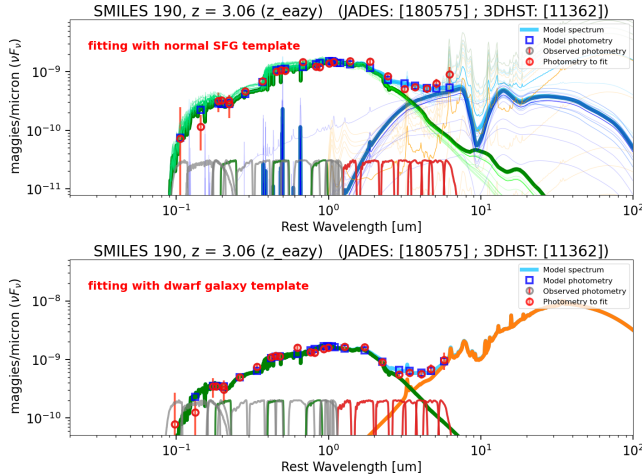 SMILES 190, z = 3.06 (z_eazy) (JADES: [180575] ; 3DHST: [11362])
fitting with normal SFG template
Model spectrum
Model photometry
Observed photometry
Photometry to fit
maggies/micron (νFν)
10⁻⁹
10⁻¹⁰
10⁻¹¹
10⁻¹ 10⁰ 10¹ 10²
Rest Wavelength [um]
SMILES 190, z = 3.06 (z_eazy) (JADES: [180575] ; 3DHST: [11362])
fitting with dwarf galaxy template
Model spectrum
Model photometry
Observed photometry
Photometry to fit
maggies/micron (νFν)
10⁻⁸
10⁻⁹
10⁻¹⁰
10⁻¹ 10⁰ 10¹ 10²
Rest Wavelength [um]